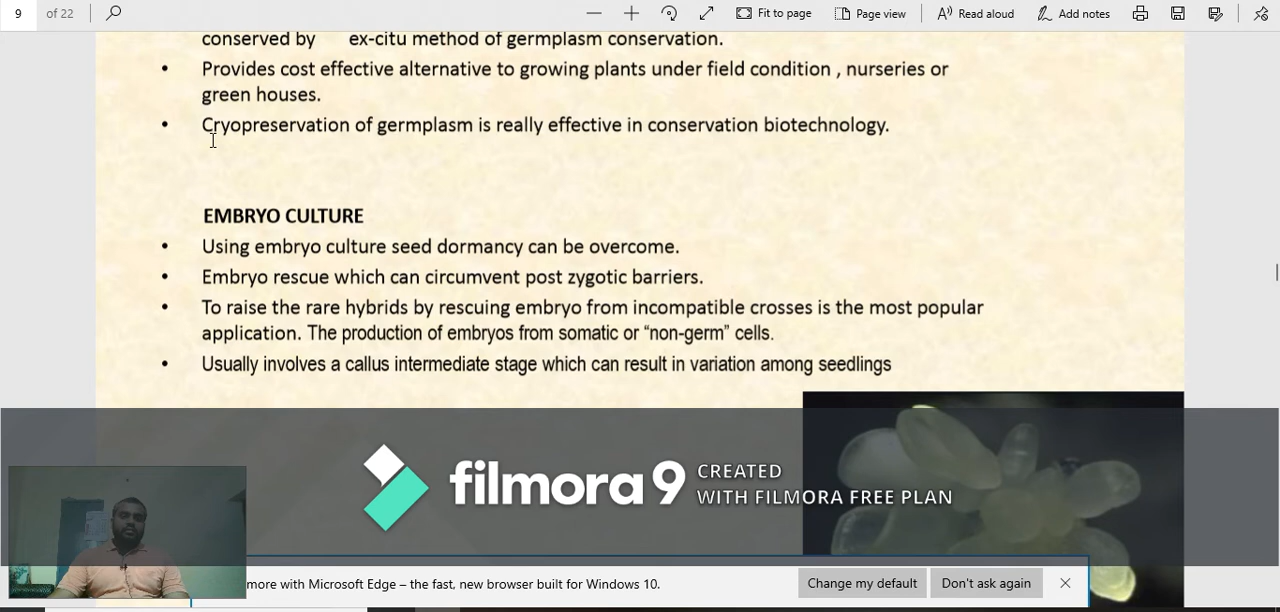 9 of 22 Fit to page Page view Read aloud Add notes
conserved by ex-citu method of germplasm conservation.
• Provides cost effective alternative to growing plants under field condition , nurseries or
green houses.
• Cryopreservation of germplasm is really effective in conservation biotechnology.
EMBRYO CULTURE
• Using embryo culture seed dormancy can be overcome.
• Embryo rescue which can circumvent post zygotic barriers.
• To raise the rare hybrids by rescuing embryo from incompatible crosses is the most popular
application. The production of embryos from somatic or “non-germ” cells.
• Usually involves a callus intermediate stage which can result in variation among seedlings
filmora 9 CREATED
WITH FILMORA FREE PLAN
more with Microsoft Edge – the fast, new browser built for Windows 10. Change my default Don't ask again